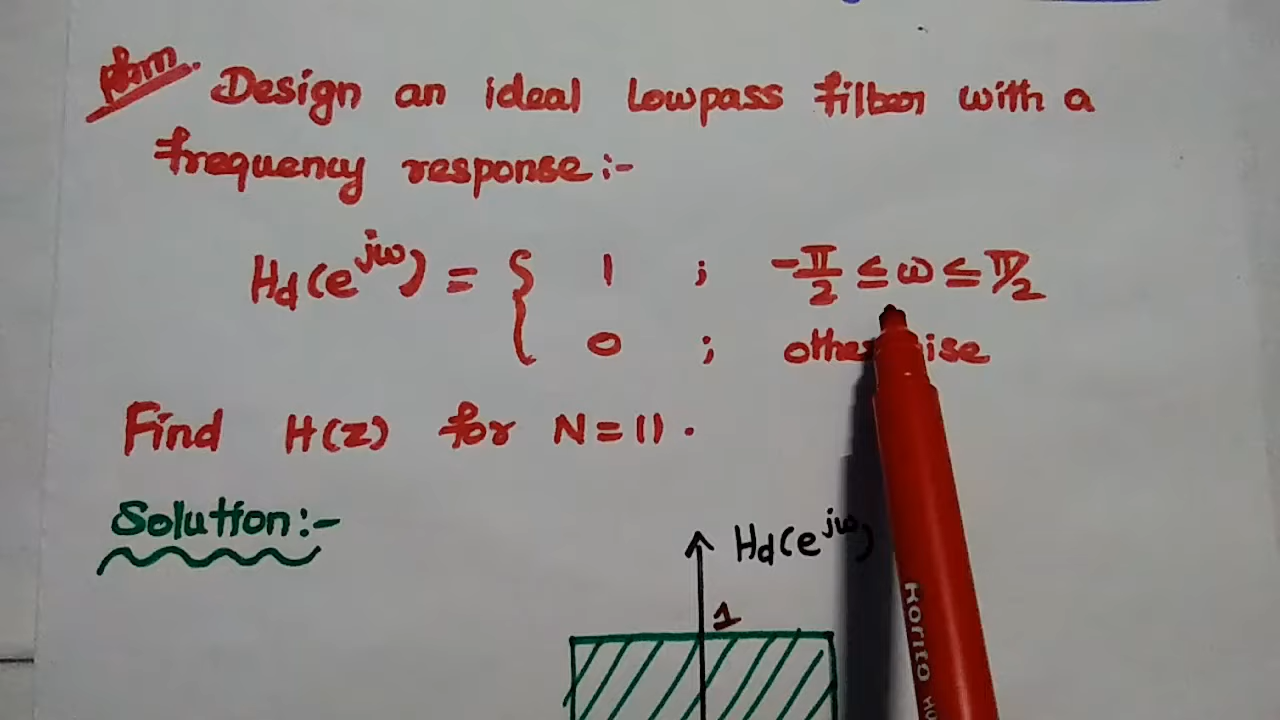 pbm. Design an ideal Lowpass filter with a
frequency response:-
Hd(e^jω) = { 1 ; -π/2 ≤ ω ≤ π/2
0 ; otherwise
Find H(z) for N=11.
Solution:-
Hd(e^jω)
1